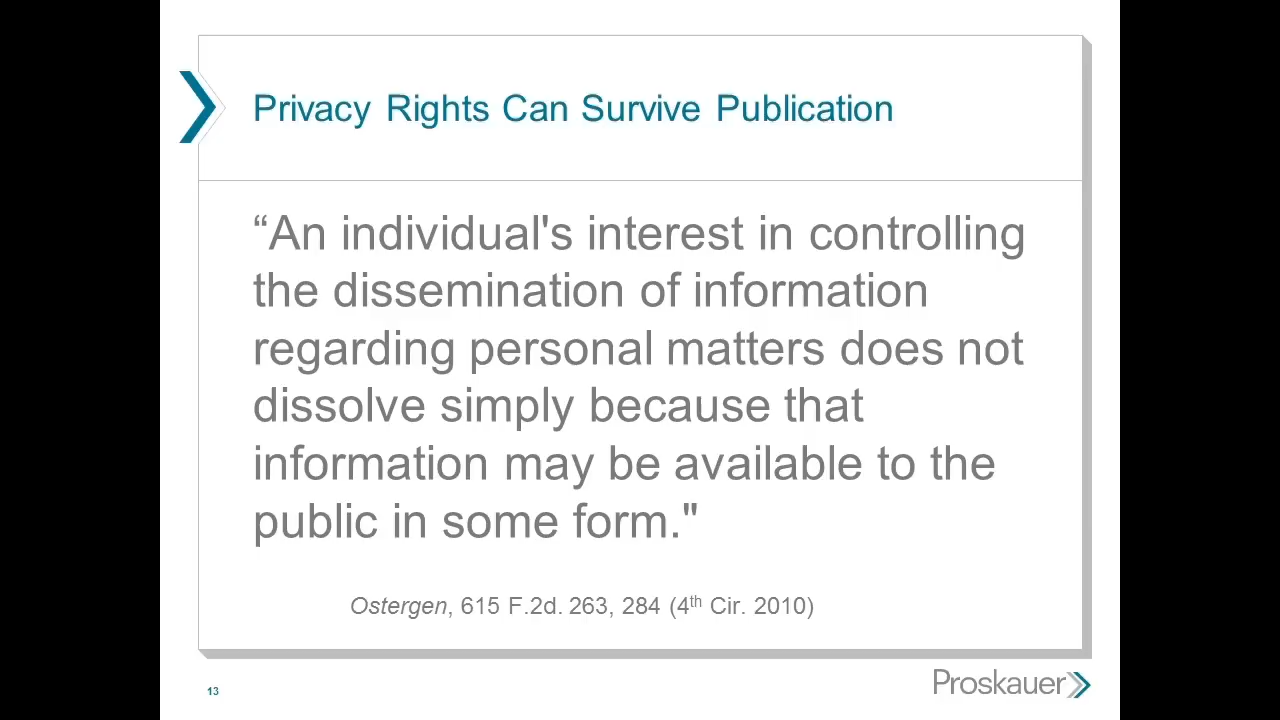 Privacy Rights Can Survive Publication
“An individual's interest in controlling
the dissemination of information
regarding personal matters does not
dissolve simply because that
information may be available to the
public in some form."
Ostergen, 615 F.2d. 263, 284 (4th Cir. 2010)
13
Proskauer